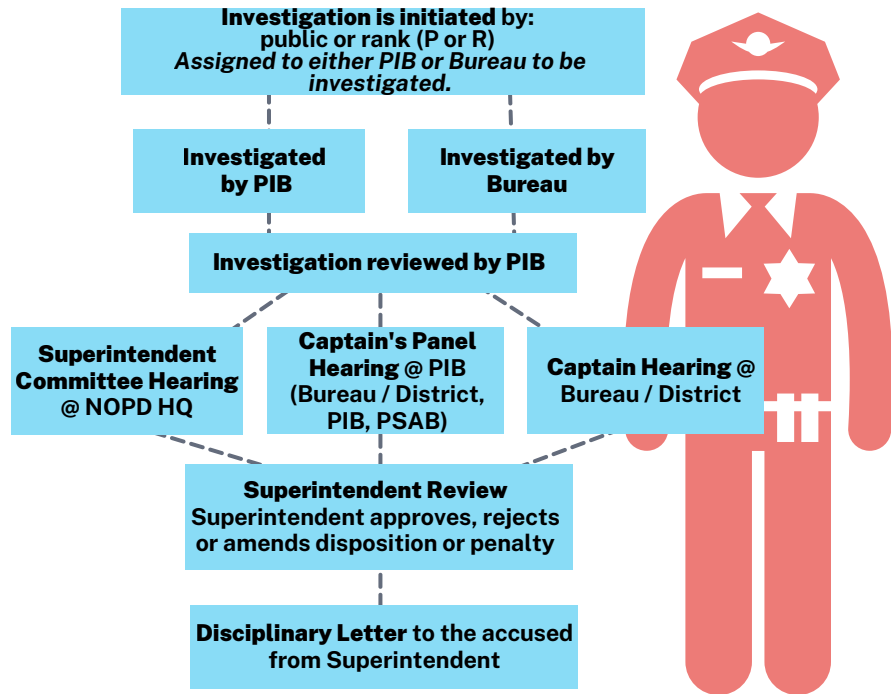 Investigation is initiated by:
public or rank (P or R)
Assigned to either PIB or Bureau to be
investigated.
Investigated
by PIB
Investigated by
Bureau
Investigation reviewed by PIB
Superintendent
Committee Hearing
@ NOPD HQ
Captain's Panel
Hearing @ PIB
(Bureau / District,
PIB, PSAB)
Captain Hearing @
Bureau / District
Superintendent Review
Superintendent approves, rejects
or amends disposition or penalty
Disciplinary Letter to the accused
from Superintendent